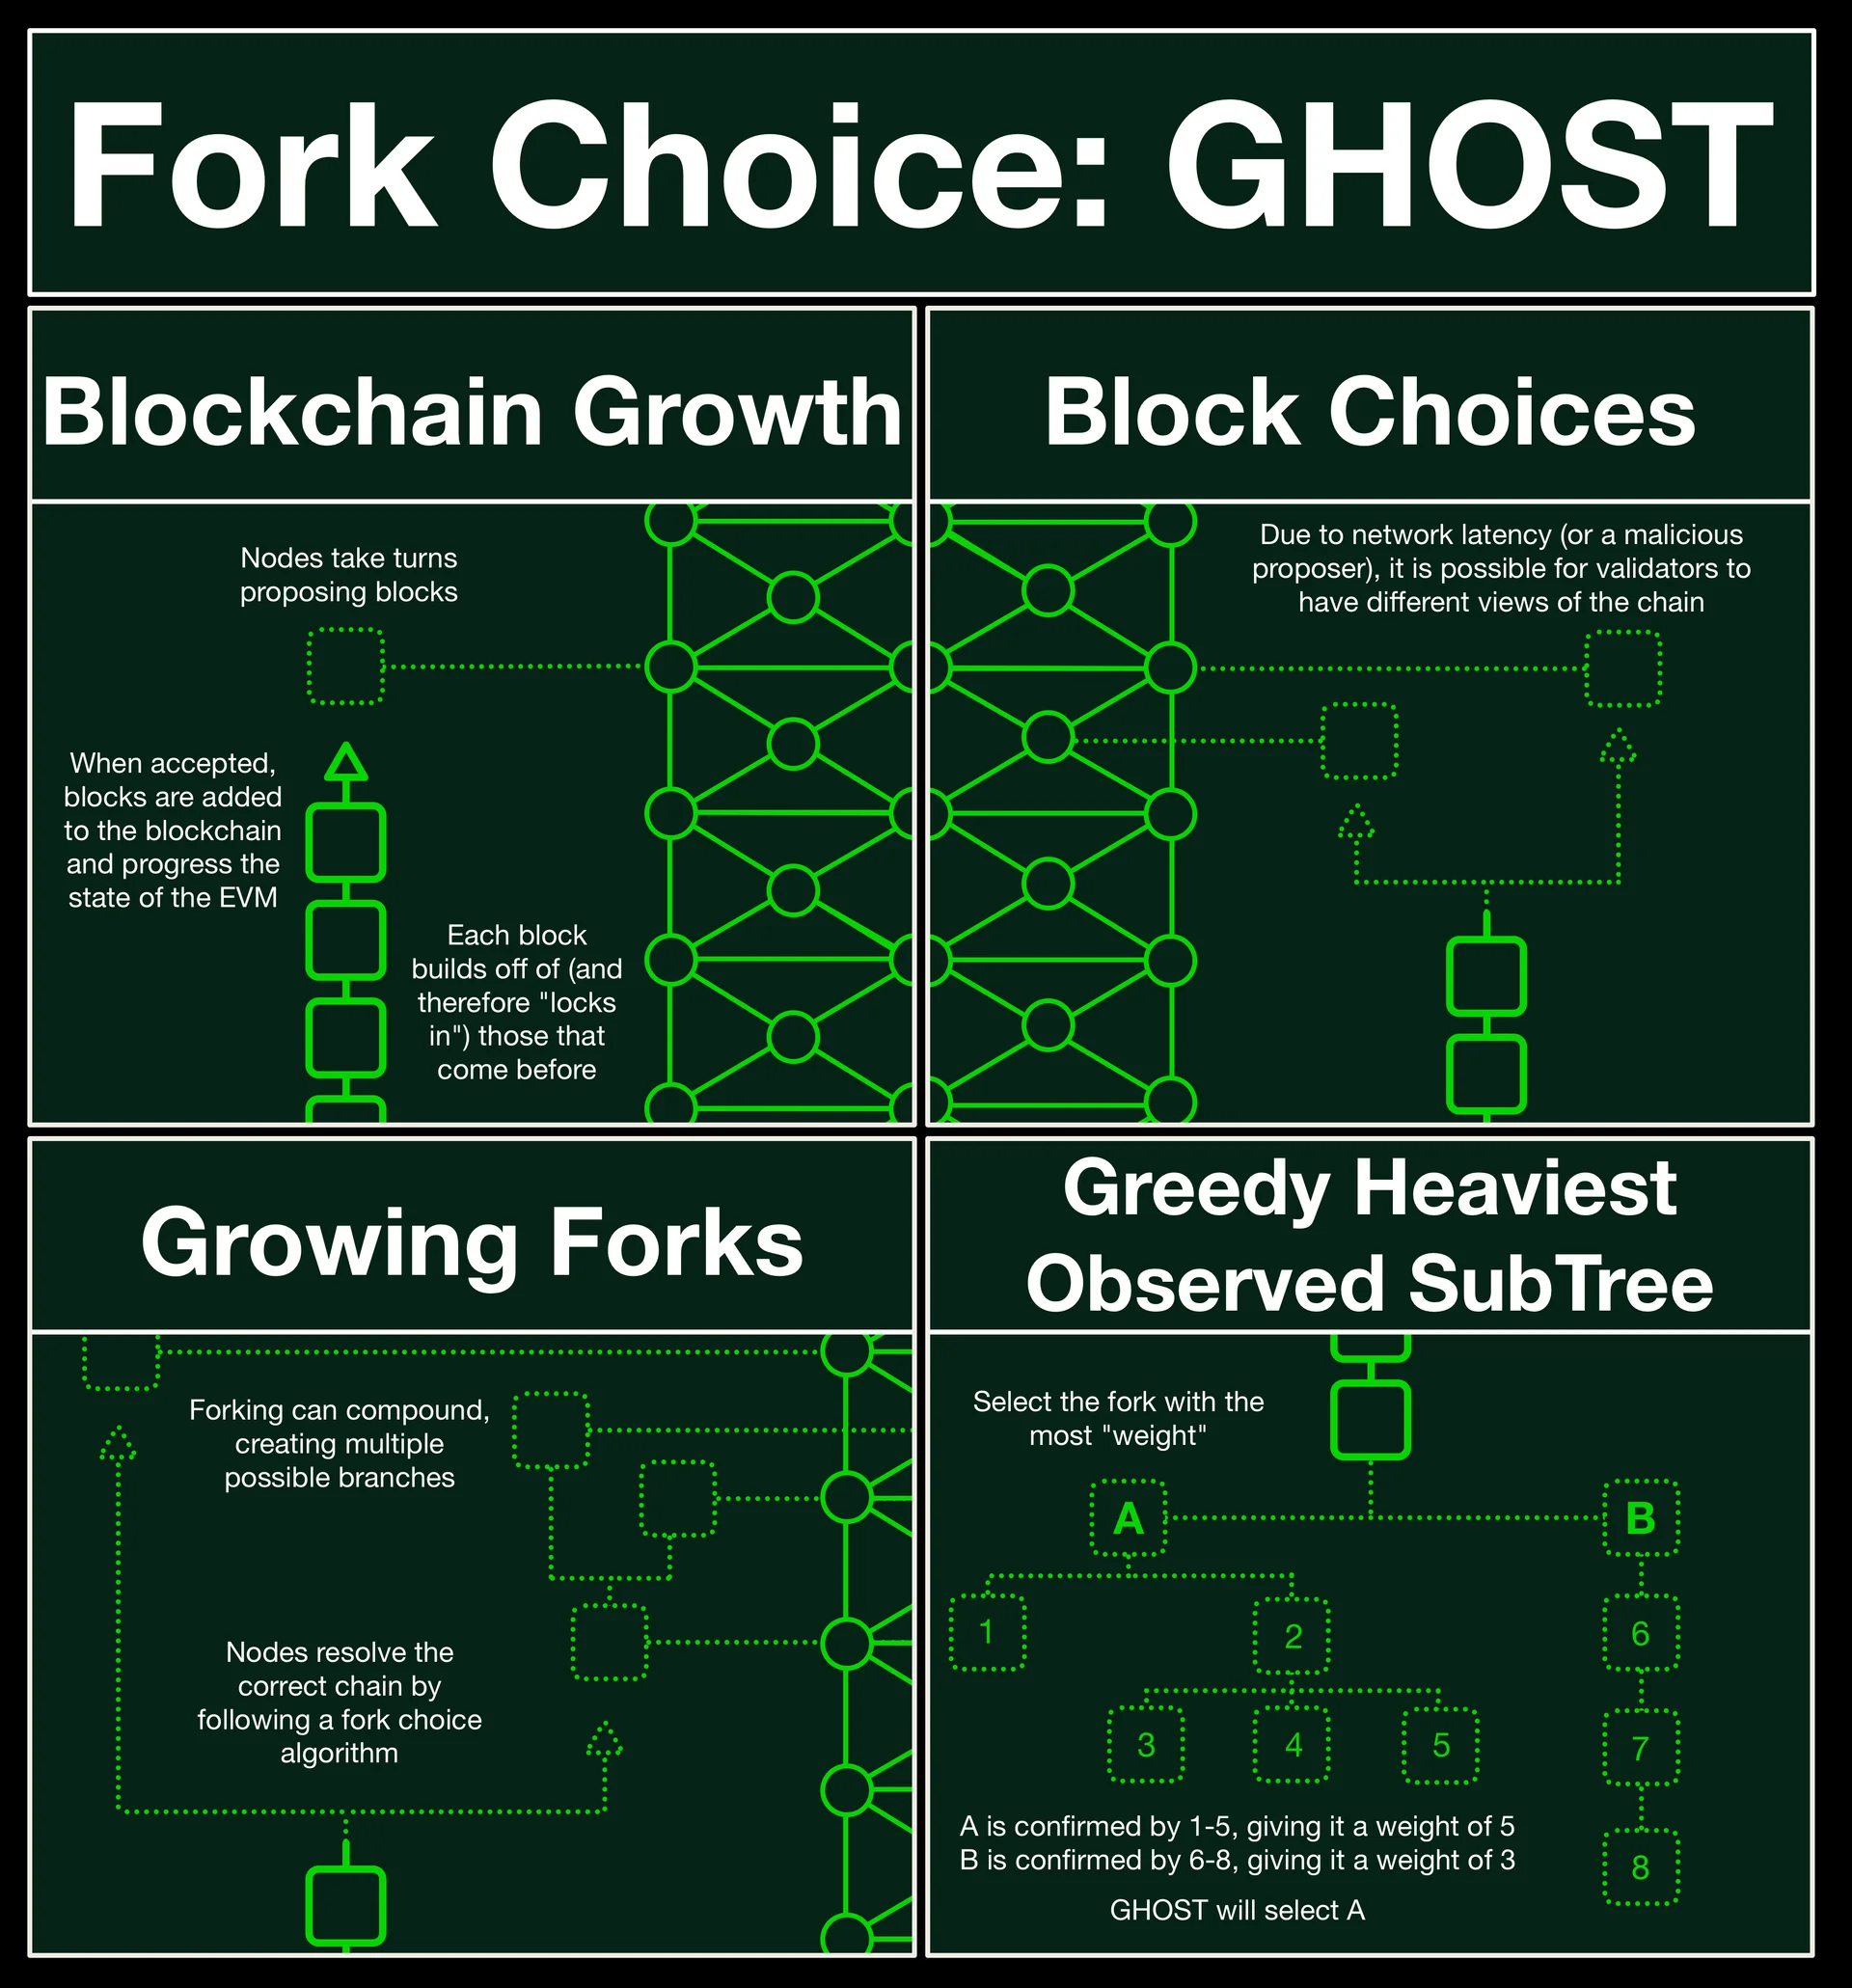 Fork Choice: GHOST
Blockchain Growth
Nodes take turns
proposing blocks
When accepted,
blocks are added
to the blockchain
and progress the
state of the EVM
Each block
builds off of (and
therefore "locks
in") those that
come before
Block Choices
Due to network latency (or a malicious
proposer), it is possible for validators to
have different views of the chain
Growing Forks
Forking can compound,
creating multiple
possible branches
Nodes resolve the
correct chain by
following a fork choice
algorithm
Greedy Heaviest
Observed SubTree
Select the fork with the
most "weight"
A
B
1
2
6
3
4
5
7
8
A is confirmed by 1-5, giving it a weight of 5
B is confirmed by 6-8, giving it a weight of 3
GHOST will select A